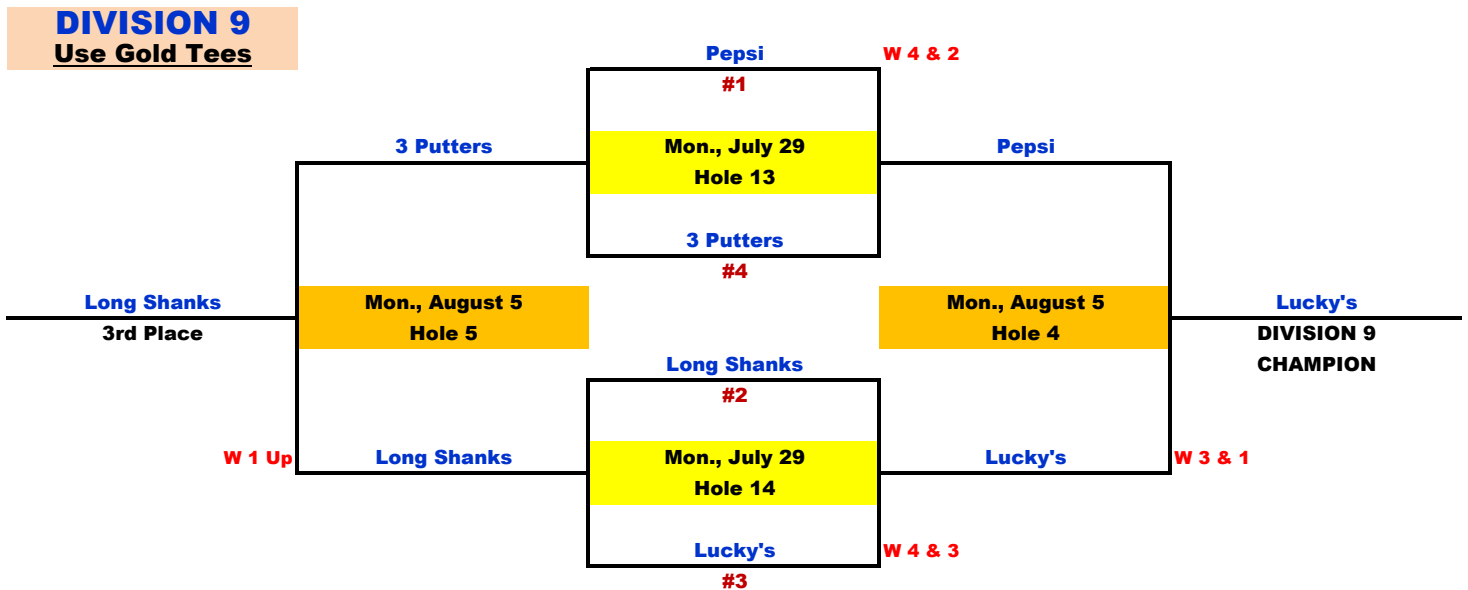 DIVISION 9
Use Gold Tees
Pepsi
W 4 & 2
#1
3 Putters
Mon., July 29
Hole 13
Pepsi
3 Putters
#4
Long Shanks
3rd Place
Mon., August 5
Hole 5
Mon., August 5
Hole 4
Lucky's
DIVISION 9
CHAMPION
Long Shanks
#2
W 1 Up
Long Shanks
Mon., July 29
Hole 14
Lucky's
W 3 & 1
Lucky's
W 4 & 3
#3